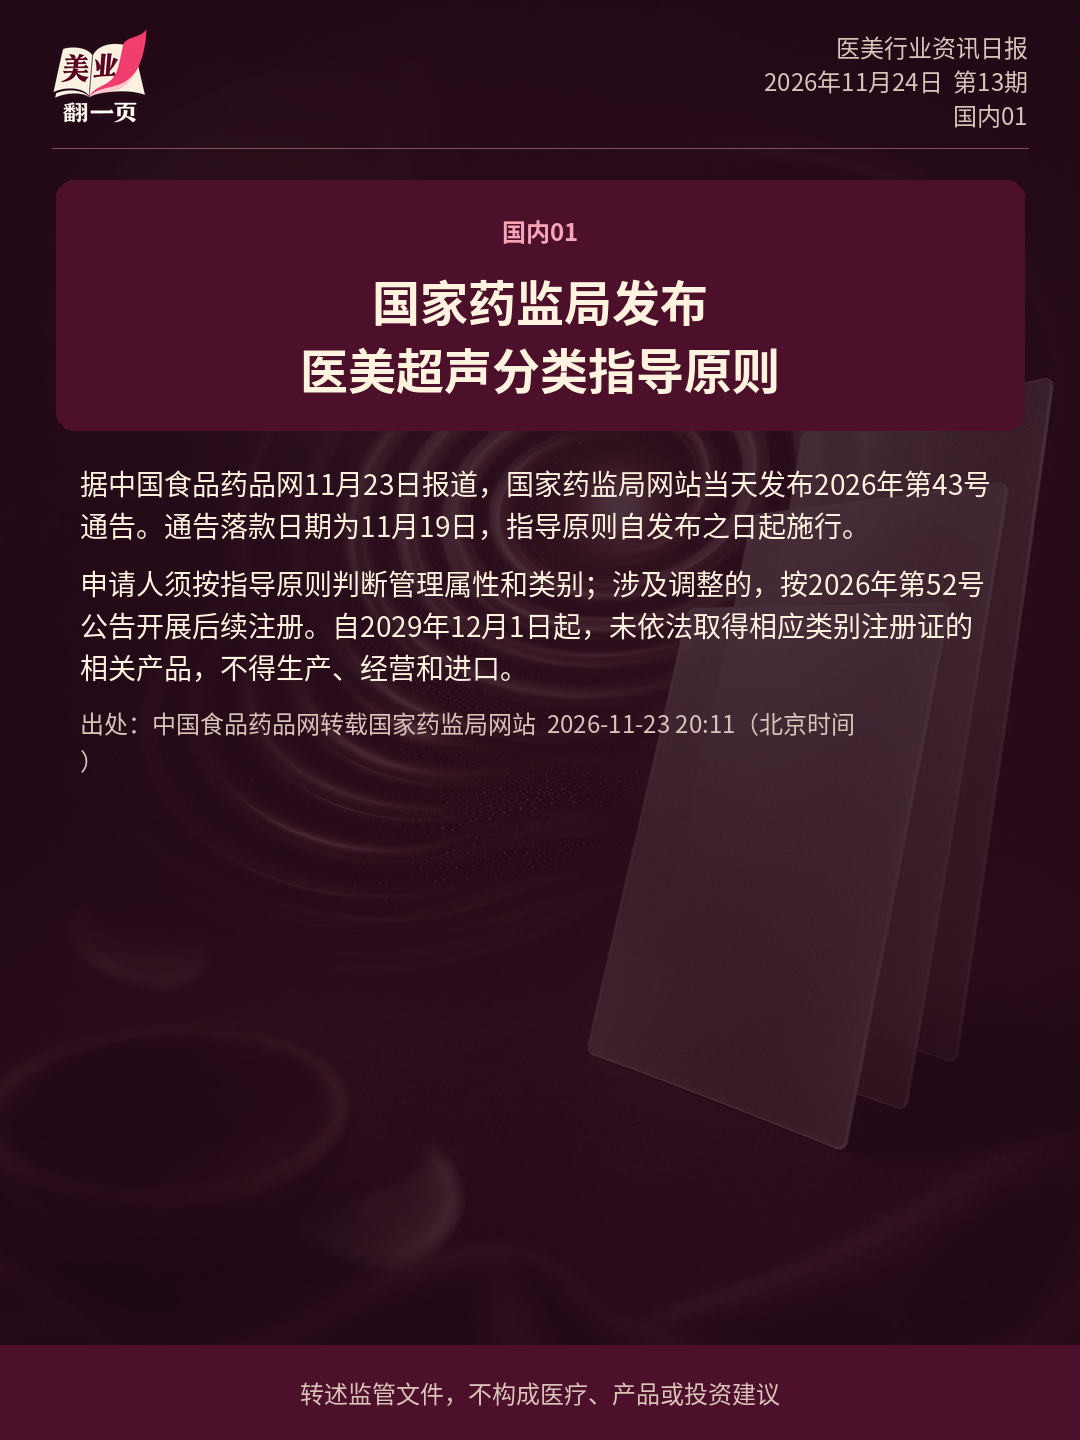 美业
翻一页
医美行业资讯日报
2026年11月24日 第13期
国内01
国内01
国家药监局发布
医美超声分类指导原则
据中国食品药品网11月23日报道，国家药监局网站当天发布2026年第43号
通告。通告落款日期为11月19日，指导原则自发布之日起施行。
申请人须按指导原则判断管理属性和类别；涉及调整的，按2026年第52号
公告开展后续注册。自2029年12月1日起，未依法取得相应类别注册证的
相关产品，不得生产、经营和进口。
出处：中国食品药品网转载国家药监局网站 2026-11-23 20:11（北京时间
）
转述监管文件，不构成医疗、产品或投资建议